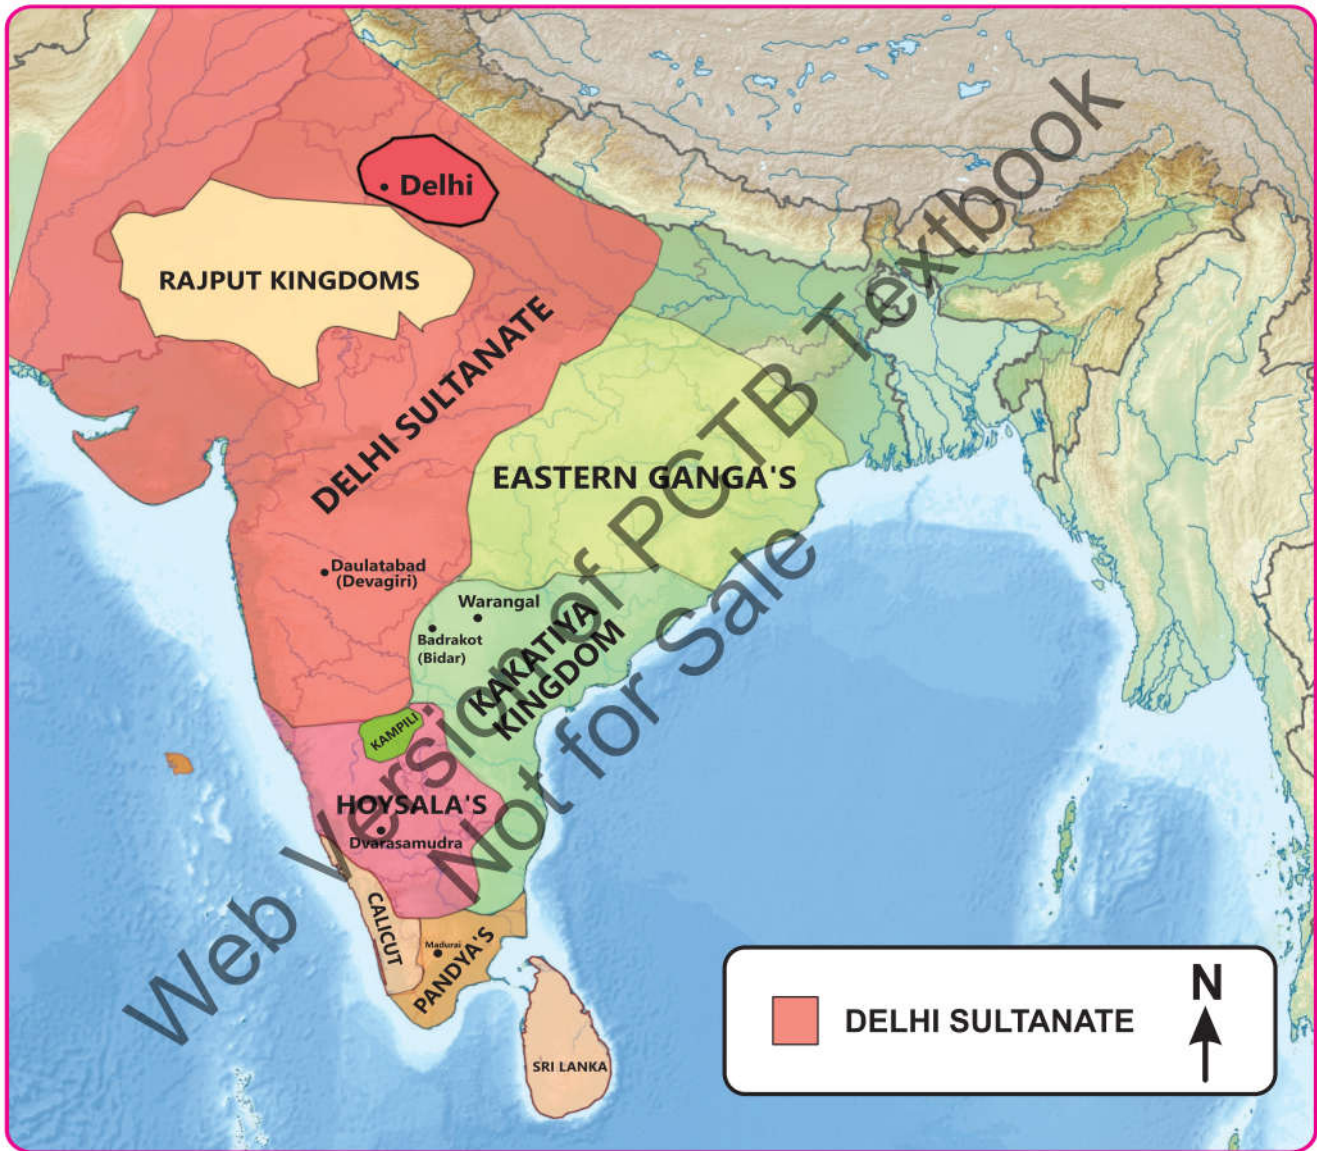 Delhi
RAJPUT KINGDOMS
DELHI SULTANATE
EASTERN GANGA'S
Daulatabad
(Devagiri)
Warangal
Badrakot
(Bidar)
KAKATIYA
KINGDOM
KAMPILI
HOYSALA'S
Dvarasamudra
CALICUT
Madurai
PANDYA'S
SRI LANKA
N
DELHI SULTANATE
Web Version of PCTB Textbook
Not for Sale